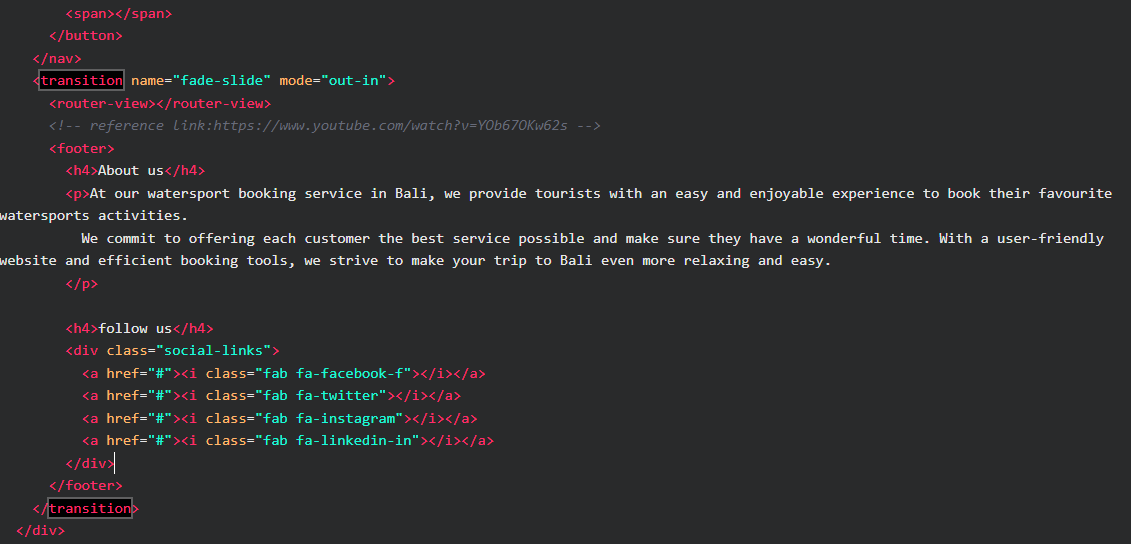 <span></span>
</button>
</nav>
<transition name="fade-slide" mode="out-in">
<router-view></router-view>
<!-- reference link:https://www.youtube.com/watch?v=YOb67OKw62s -->
<footer>
<h4>About us</h4>
<p>At our watersport booking service in Bali, we provide tourists with an easy and enjoyable experience to book their favourite
watersports activities.
We commit to offering each customer the best service possible and make sure they have a wonderful time. With a user-friendly
website and efficient booking tools, we strive to make your trip to Bali even more relaxing and easy.
</p>
<h4>follow us</h4>
<div class="social-links">
<a href="#"><i class="fab fa-facebook-f"></i></a>
<a href="#"><i class="fab fa-twitter"></i></a>
<a href="#"><i class="fab fa-instagram"></i></a>
<a href="#"><i class="fab fa-linkedin-in"></i></a>
</div>
</footer>
</transition>
</div>